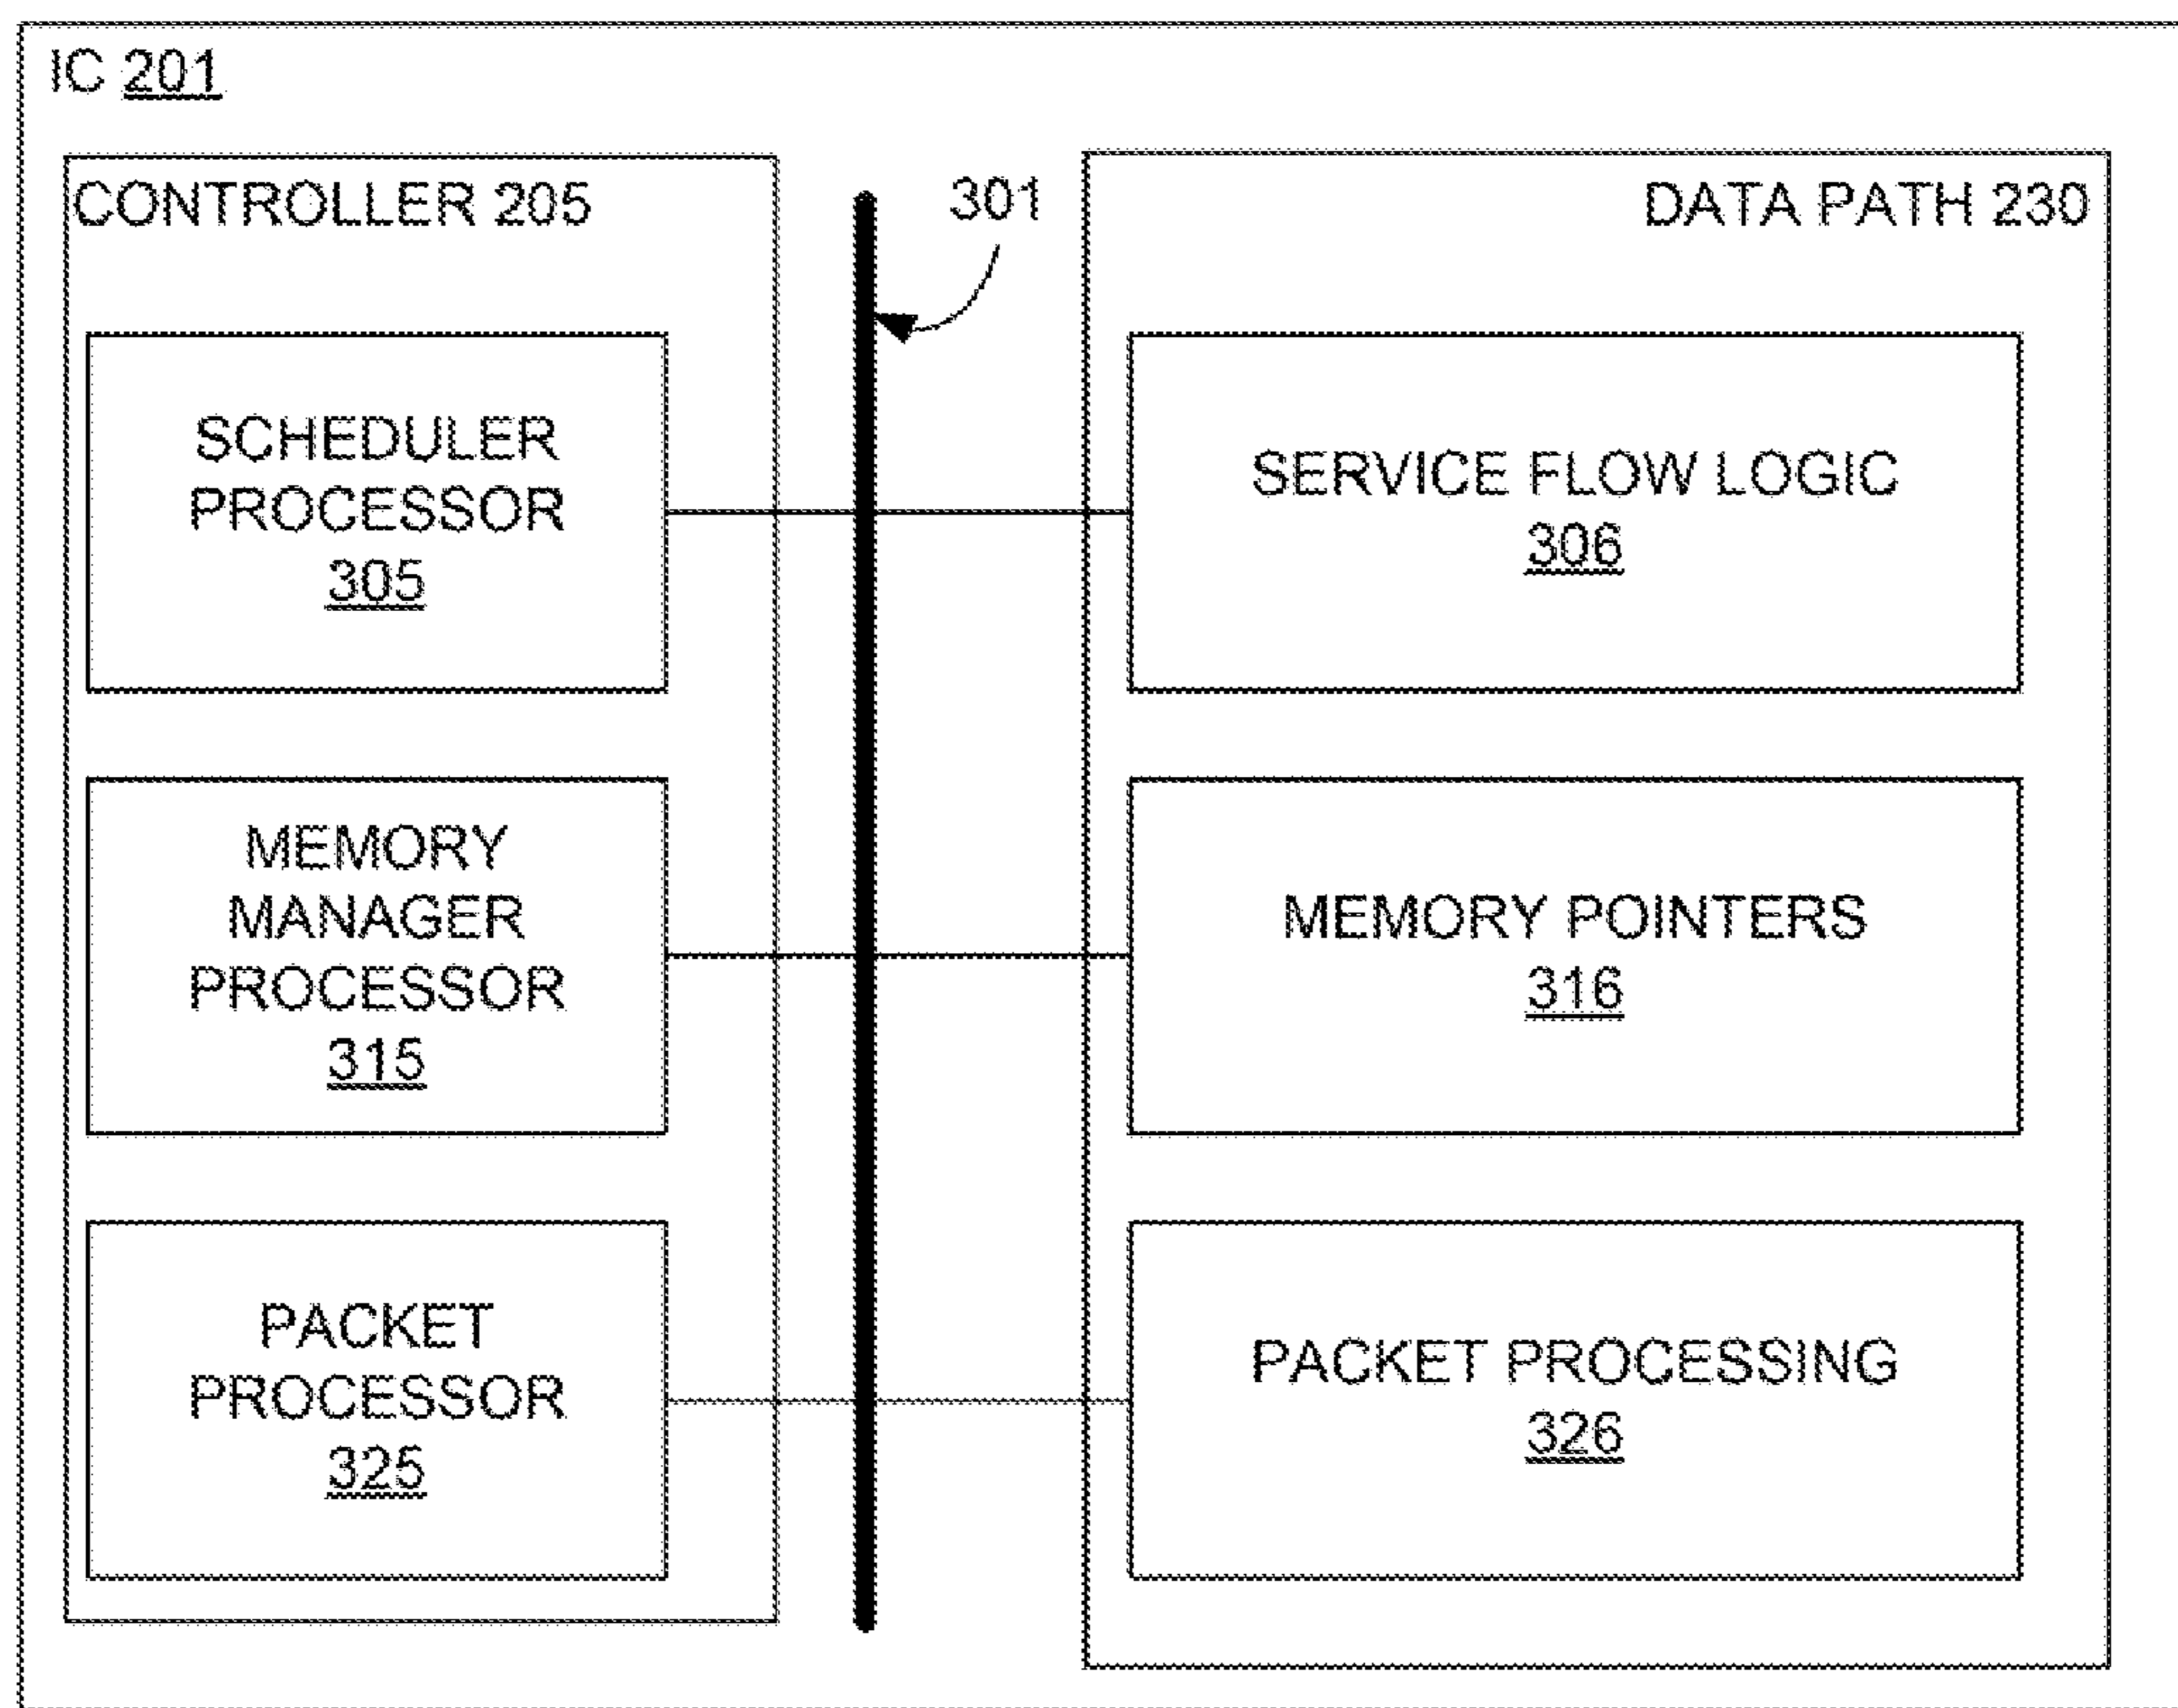 IC 201
CONTROLLER 205
301
DATA PATH 230
SCHEDULER
PROCESSOR
305
SERVICE FLOW LOGIC
306
MEMORY
MANAGER
PROCESSOR
315
MEMORY POINTERS
316
PACKET
PROCESSOR
325
PACKET PROCESSING
326